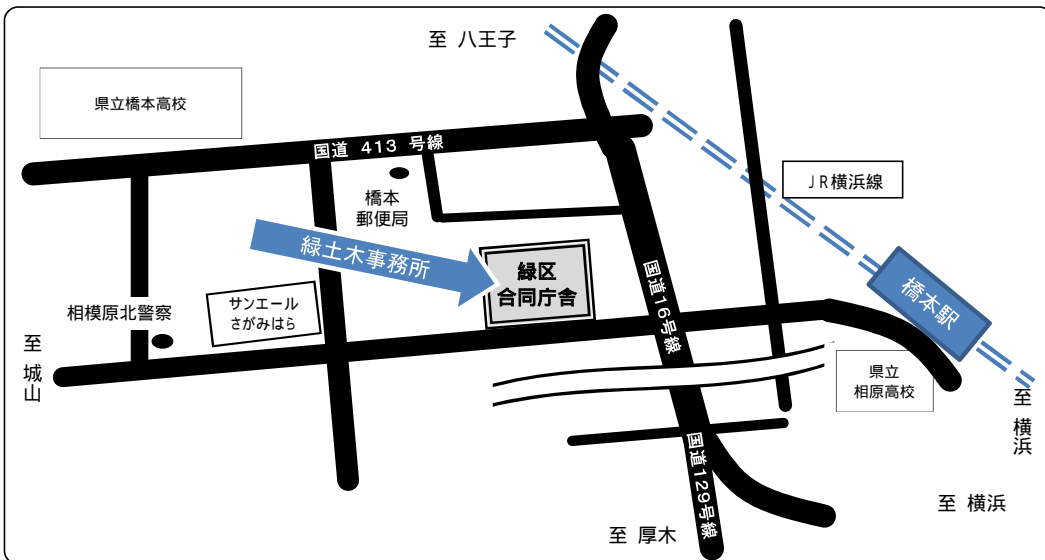 至 八王子
県立橋本高校
国道 413 号線
橋本
郵便局
JR横浜線
緑土木事務所
緑区
合同庁舎
国道16号線
橋本駅
サンエール
さがみはら
相模原北警察
至 城山
県立
相原高校
至 横浜
国道129号線
至 横浜
至 厚木